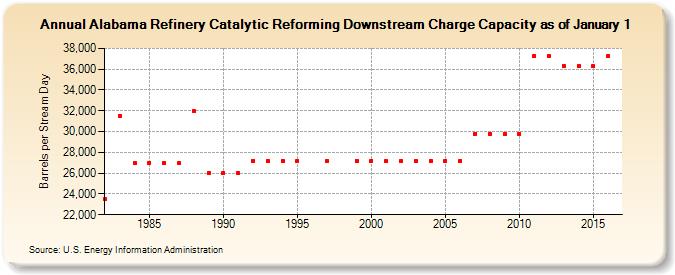 Annual Alabama Refinery Catalytic Reforming Downstream Charge Capacity as of January 1
Barrels per Stream Day
38,000
36,000
34,000
32,000
30,000
28,000
26,000
24,000
22,000
1985 1990 1995 2000 2005 2010 2015
Source: U.S. Energy Information Administration